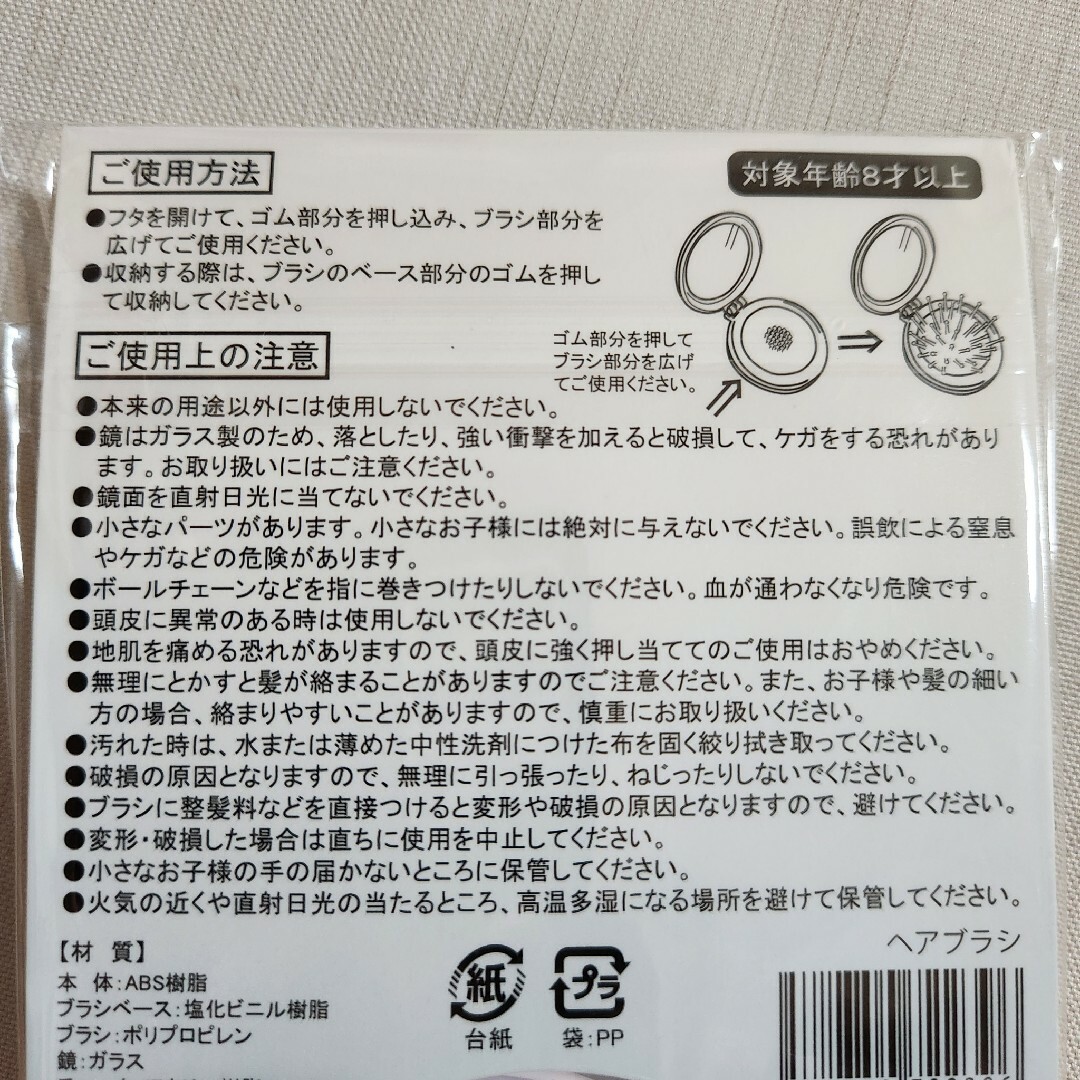 ご使用方法
対象年齢8才以上
●フタを開けて、ゴム部分を押し込み、ブラシ部分を
広げてご使用ください。
●収納する際は、ブラシのベース部分のゴムを押し
て収納してください。
ゴム部分を押して
ブラシ部分を広げ
てご使用ください。
ご使用上の注意
●本来の用途以外には使用しないでください。
●鏡はガラス製のため、落としたり、強い衝撃を加えると破損して、ケガをする恐れがあり
ます。お取り扱いにはご注意ください。
●鏡面を直射日光に当てないでください。
●小さなパーツがあります。小さなお子様には絶対に与えないでください。誤飲による窒息
やケガなどの危険があります。
●ボールチェーンなどを指に巻きつけたりしないでください。血が通わなくなり危険です。
●頭皮に異常のある時は使用しないでください。
●地肌を痛める恐れがありますので、頭皮に強く押し当ててのご使用はおやめください。
●無理にとかすと髪が絡まることがありますのでご注意ください。また、お子様や髪の細い
方の場合、絡まりやすいことがありますので、慎重にお取り扱いください。
●汚れた時は、水または薄めた中性洗剤につけた布を固く絞り拭き取ってください。
●破損の原因となりますので、無理に引っ張ったり、ねじったりしないでください。
●ブラシに整髪料などを直接つけると変形や破損の原因となりますので、避けてください。
●変形・破損した場合は直ちに使用を中止してください。
●小さなお子様の手の届かないところに保管してください。
●火気の近くや直射日光の当たるところ、高温多湿になる場所を避けて保管してください。
【材 質】
本 体:ABS樹脂
ブラシベース:塩化ビニル樹脂
ブラシ:ポリプロピレン
鏡:ガラス
紙
台紙
プラ
袋:PP
ヘアブラシ